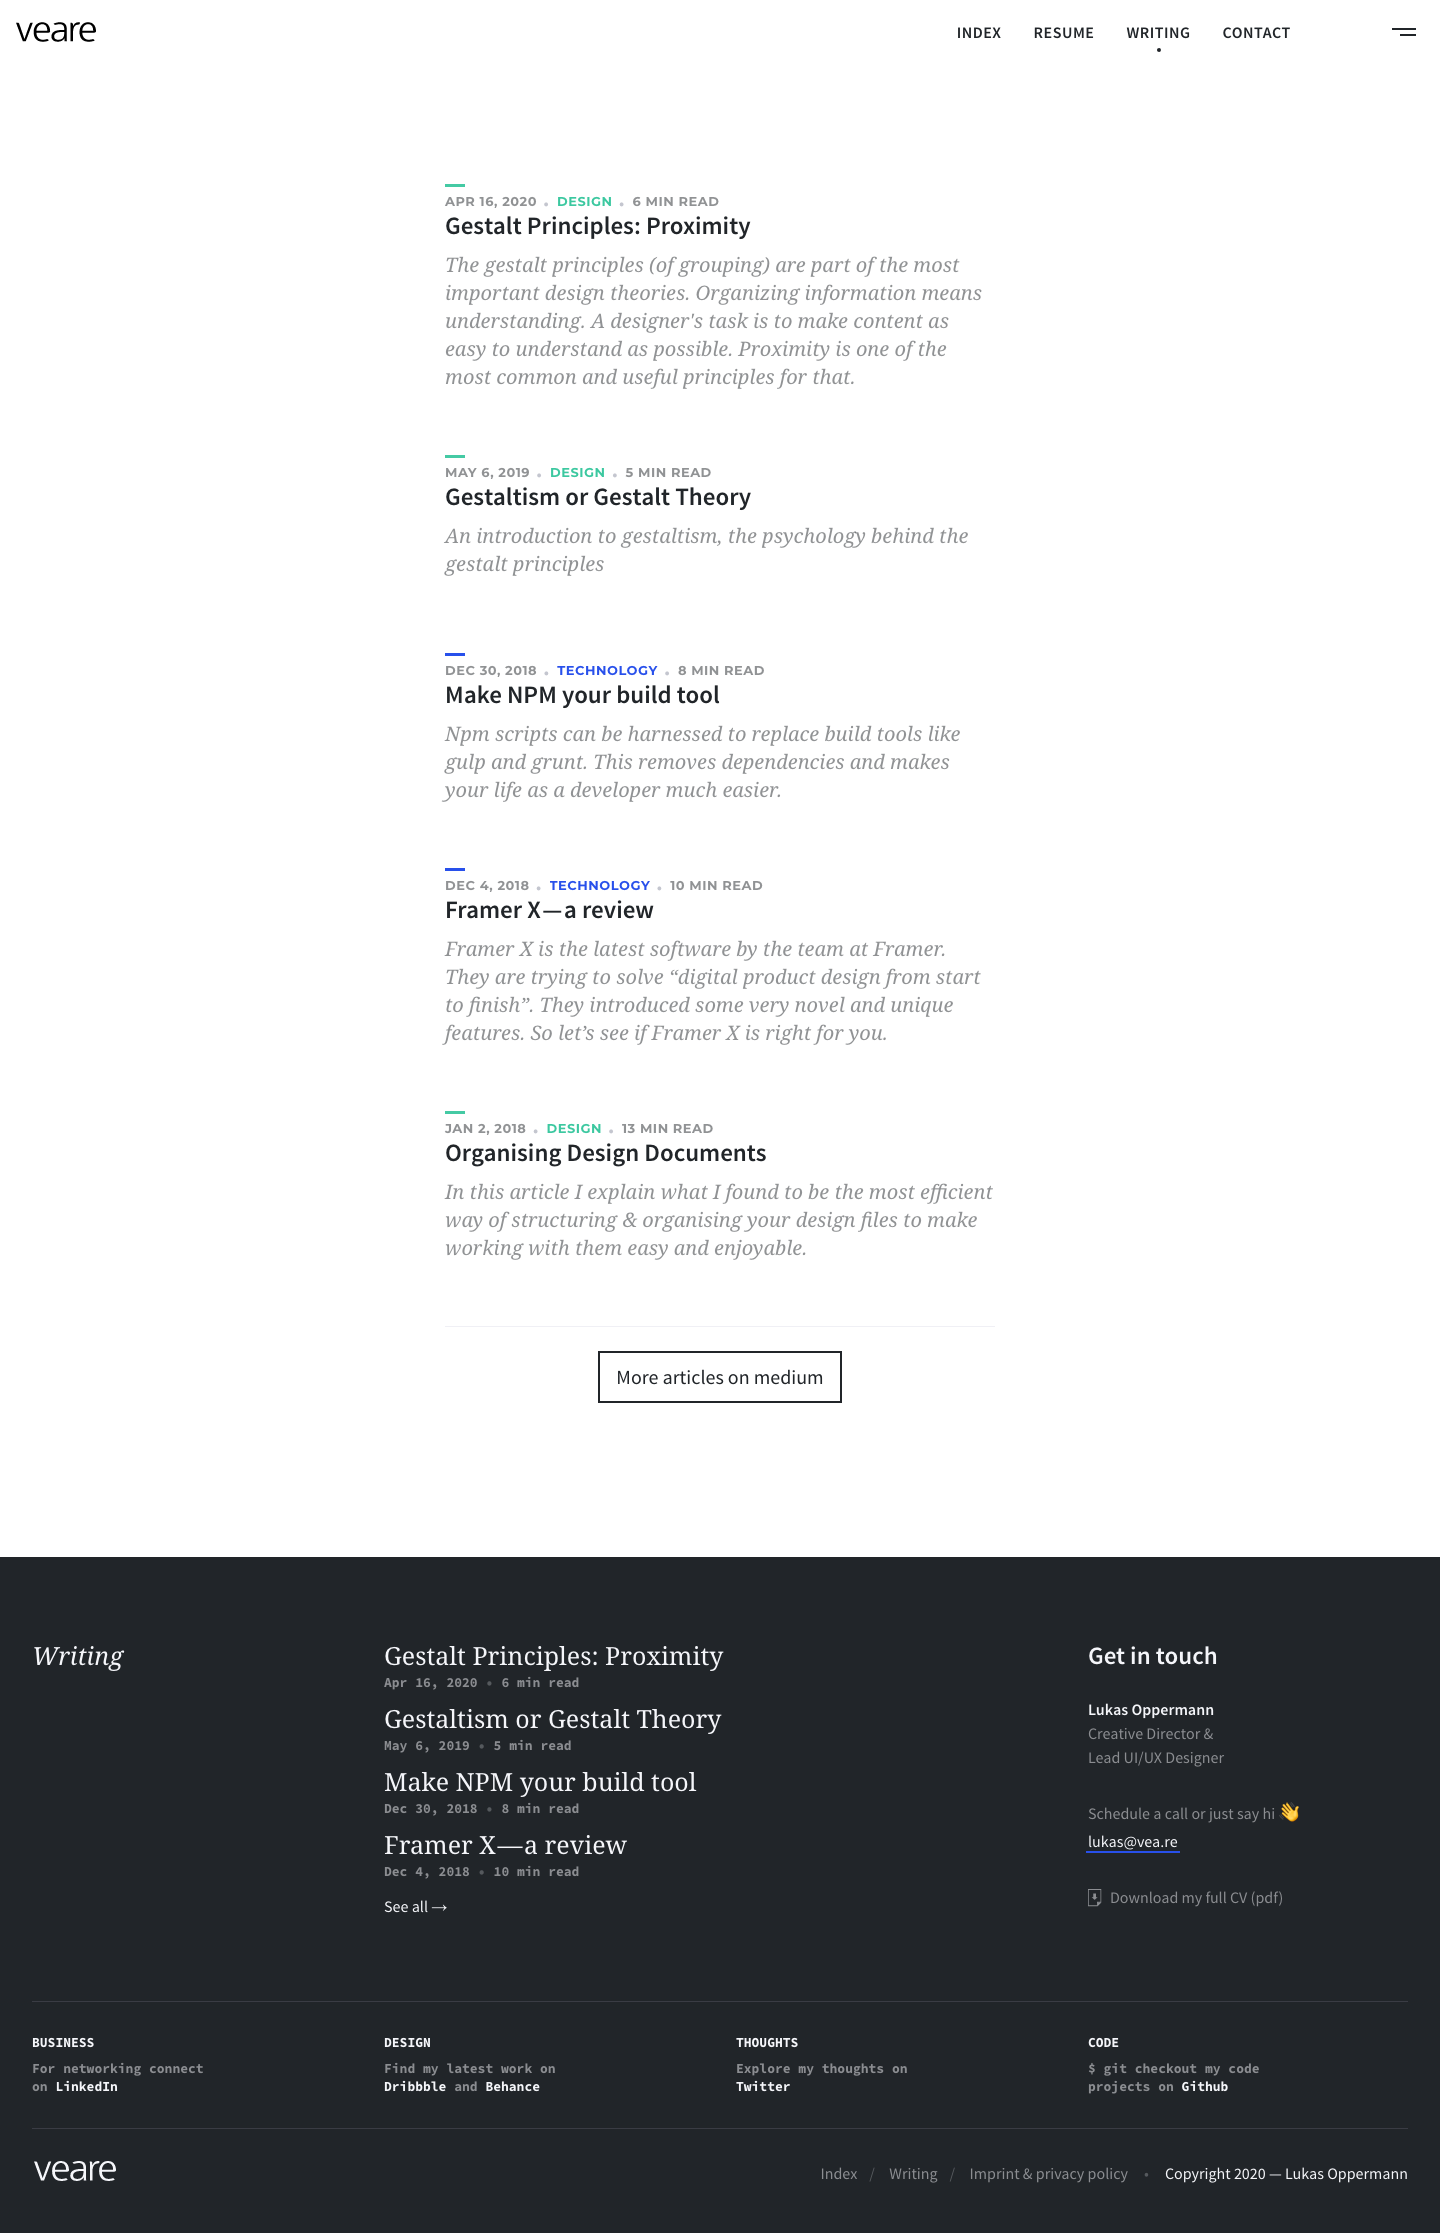 veare
INDEX RESUME WRITING CONTACT
APR 16, 2020 • DESIGN • 6 MIN READ
Gestalt Principles: Proximity
The gestalt principles (of grouping) are part of the most
important design theories. Organizing information means
understanding. A designer's task is to make content as
easy to understand as possible. Proximity is one of the
most common and useful principles for that.
MAY 6, 2019 • DESIGN • 5 MIN READ
Gestaltism or Gestalt Theory
An introduction to gestaltism, the psychology behind the
gestalt principles
DEC 30, 2018 • TECHNOLOGY • 8 MIN READ
Make NPM your build tool
Npm scripts can be harnessed to replace build tools like
gulp and grunt. This removes dependencies and makes
your life as a developer much easier.
DEC 4, 2018 • TECHNOLOGY • 10 MIN READ
Framer X—a review
Framer X is the latest software by the team at Framer.
They are trying to solve “digital product design from start
to finish”. They introduced some very novel and unique
features. So let’s see if Framer X is right for you.
JAN 2, 2018 • DESIGN • 13 MIN READ
Organising Design Documents
In this article I explain what I found to be the most efficient
way of structuring & organising your design files to make
working with them easy and enjoyable.
More articles on medium
Writing
Gestalt Principles: Proximity
Apr 16, 2020 • 6 min read
Gestaltism or Gestalt Theory
May 6, 2019 • 5 min read
Make NPM your build tool
Dec 30, 2018 • 8 min read
Framer X—a review
Dec 4, 2018 • 10 min read
See all →
Get in touch
Lukas Oppermann
Creative Director &
Lead UI/UX Designer
Schedule a call or just say hi 👋
lukas@vea.re
Download my full CV (pdf)
BUSINESS
For networking connect
on LinkedIn
DESIGN
Find my latest work on
Dribbble and Behance
THOUGHTS
Explore my thoughts on
Twitter
CODE
$ git checkout my code
projects on Github
veare
Index / Writing / Imprint & privacy policy • Copyright 2020 — Lukas Oppermann